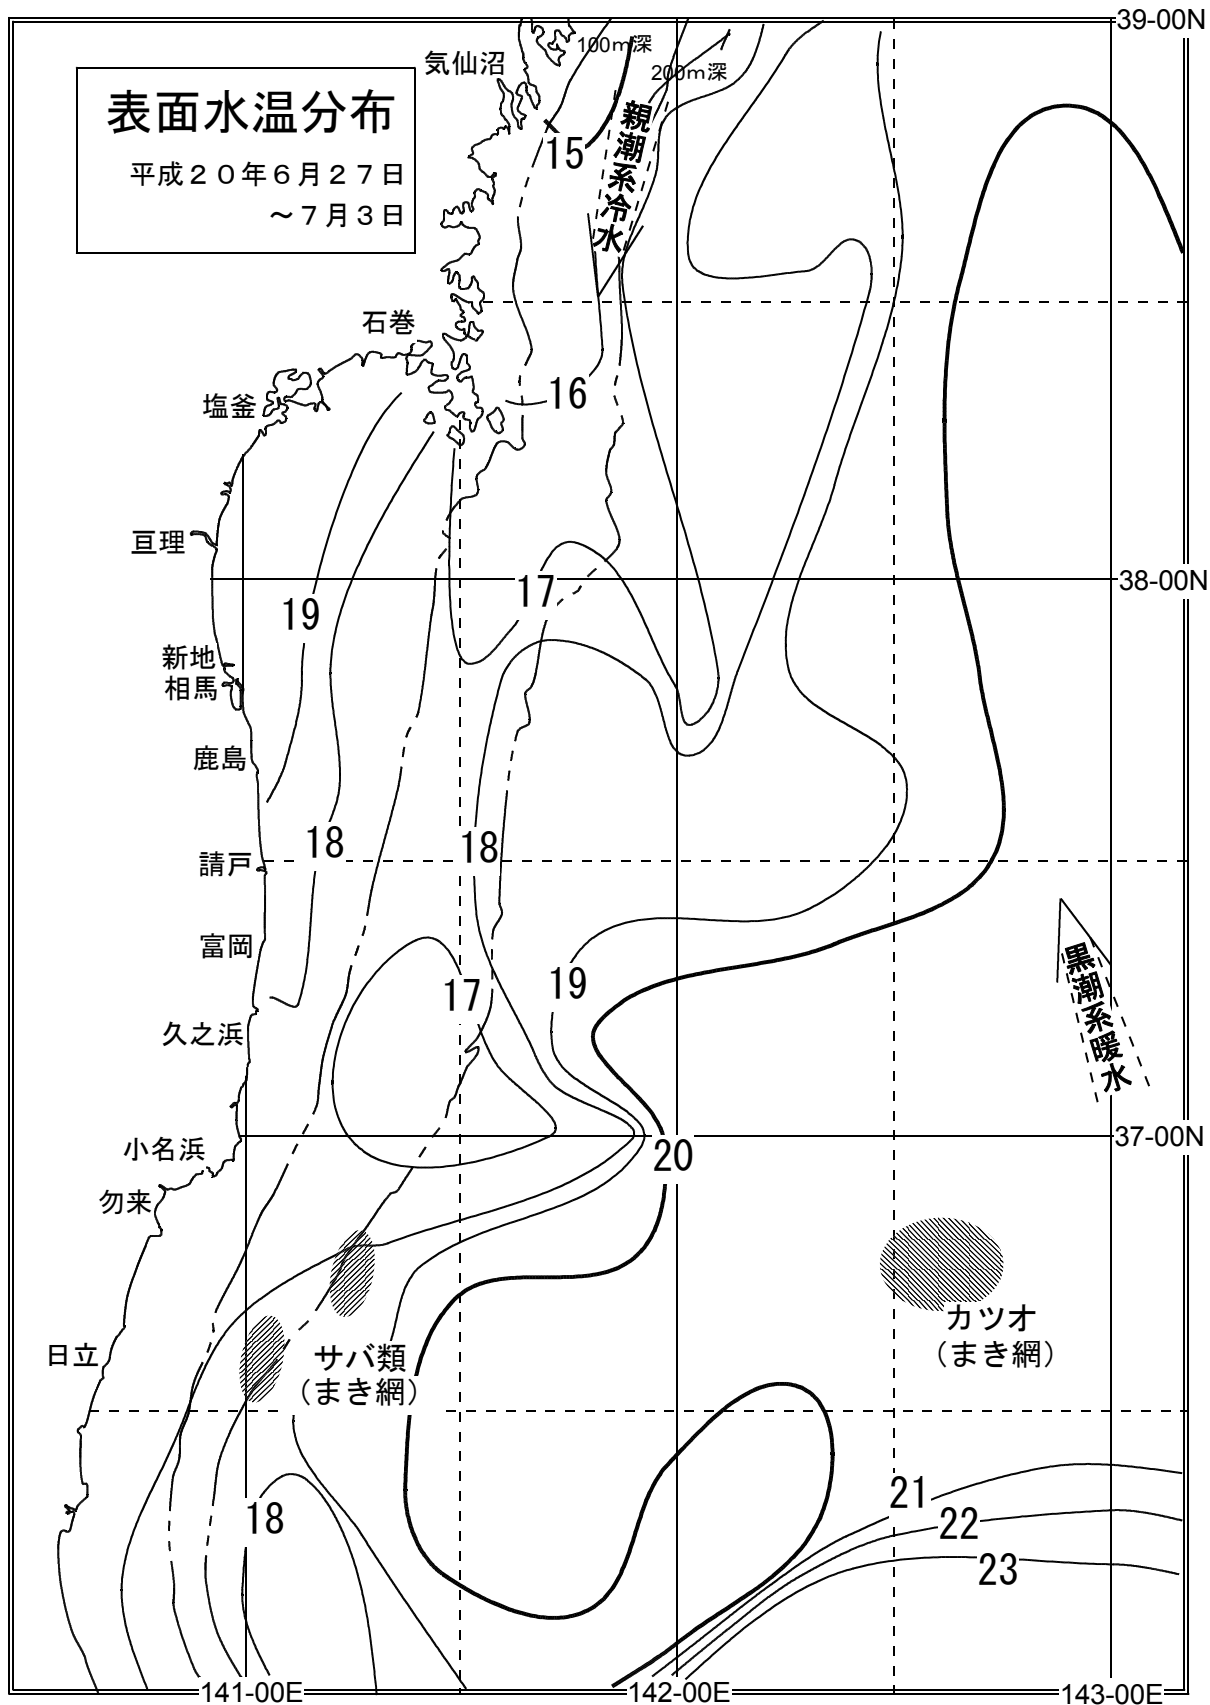 39-00N
100m深
気仙沼
200m深
表面水温分布
平成20年6月27日
～7月3日
親潮系冷水
15
石巻
16
塩釜
亘理
38-00N
17
19
新地
相馬
鹿島
18
18
請戸
富岡
17
19
黒潮系暖水
久之浜
37-00N
小名浜
20
勿来
カツオ
(まき網)
日立
サバ類
(まき網)
21
18
22
23
141-00E
142-00E
143-00E